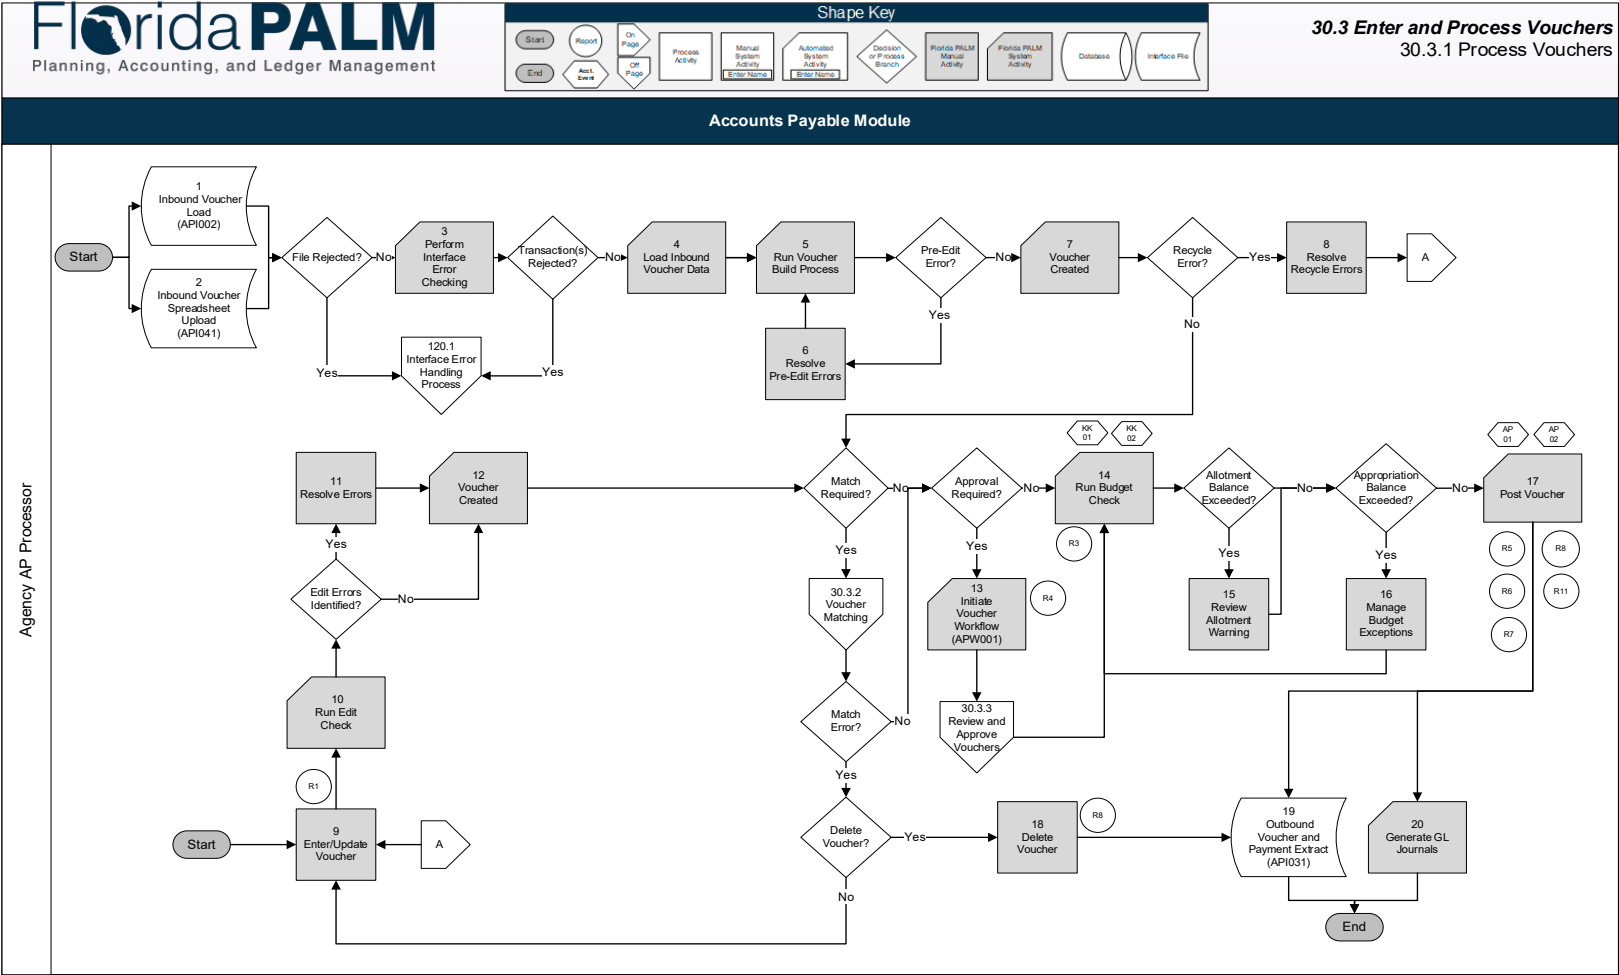 Florida PALM
Planning, Accounting, and Ledger Management
Shape Key
Start
End
Report
Acct.
Event
On
Page
Off
Page
Process
Activity
Manual
System
Activity
Enter Name
Automated
System
Activity
Enter Name
Decision
or Process
Branch
Florida PALM
Manual
Activity
Florida PALM
System
Activity
Database
Interface File
30.3 Enter and Process Vouchers
30.3.1 Process Vouchers
Accounts Payable Module
Agency AP Processor
Start
1
Inbound Voucher
Load
(API002)
2
Inbound Voucher
Spreadsheet
Upload
(API041)
File Rejected?
No
Yes
3
Perform
Interface
Error
Checking
Transaction(s)
Rejected?
No
Yes
120.1
Interface Error
Handling
Process
4
Load Inbound
Voucher Data
5
Run Voucher
Build Process
Pre-Edit
Error?
No
Yes
6
Resolve
Pre-Edit Errors
7
Voucher
Created
Recycle
Error?
Yes
No
8
Resolve
Recycle Errors
A
11
Resolve Errors
12
Voucher
Created
Yes
Edit Errors
Identified?
No
10
Run Edit
Check
R1
Start
9
Enter/Update
Voucher
A
Match
Required?
No
Yes
30.3.2
Voucher
Matching
Match
Error?
No
Yes
Delete
Voucher?
Yes
No
Approval
Required?
No
Yes
13
Initiate
Voucher
Workflow
(APW001)
R4
30.3.3
Review and
Approve
Vouchers
KK
01
KK
02
14
Run Budget
Check
R3
Allotment
Balance
Exceeded?
No
Yes
15
Review
Allotment
Warning
Appropriation
Balance
Exceeded?
No
Yes
16
Manage
Budget
Exceptions
AP
01
AP
02
17
Post Voucher
R5
R8
R6
R11
R7
18
Delete
Voucher
R8
19
Outbound
Voucher and
Payment Extract
(API031)
20
Generate GL
Journals
End